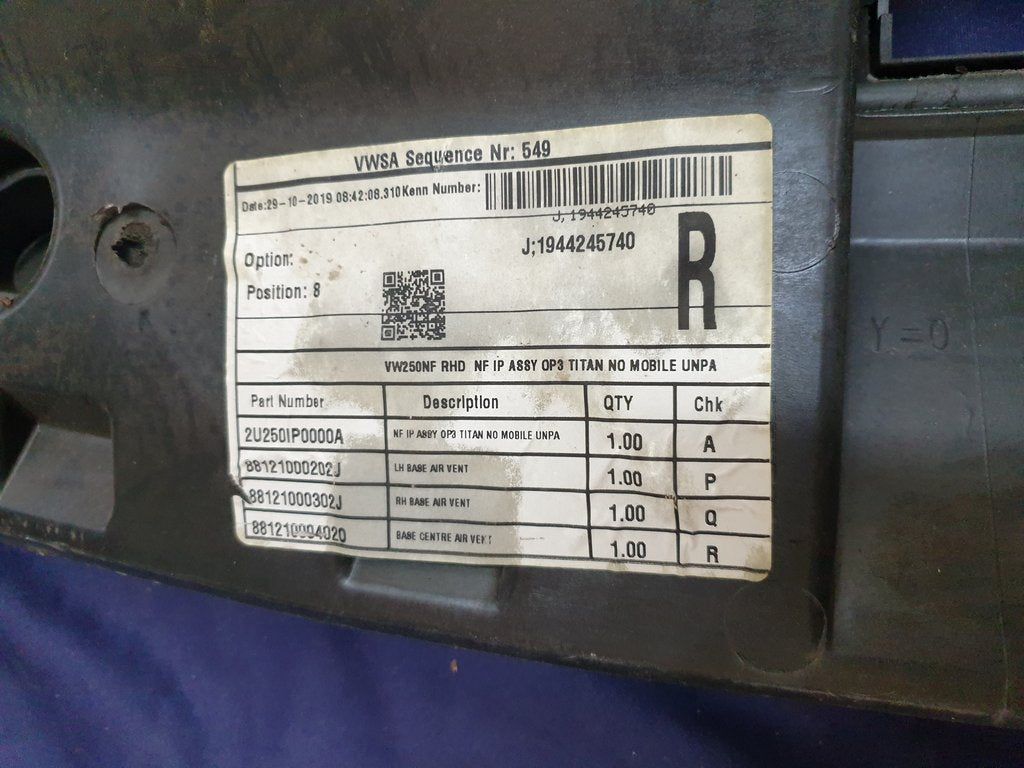 VWSA Sequence Nr: 549
Date:29-10-2019 08:42:08.310 Kenn Number:
J; 1944245740
J;1944245740
R
Option:
Position: 8
VW250NF RHD NF IP ASSY OP3 TITAN NO MOBILE UNPA
Part Number Description QTY Chk
2U250IP0000A NF IP ASSY OP3 TITAN NO MOBILE UNPA 1.00 A
88121000202J LH BASE AIR VENT 1.00 P
88121000302J RH BASE AIR VENT 1.00 Q
881210004020 BASE CENTRE AIR VENT 1.00 R
Y=0